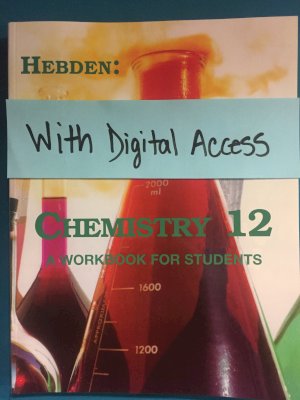 HEBDEN:
With Digital Access
2000
ml
CHEMISTRY 12
A WORKBOOK FOR STUDENTS
1600
1200